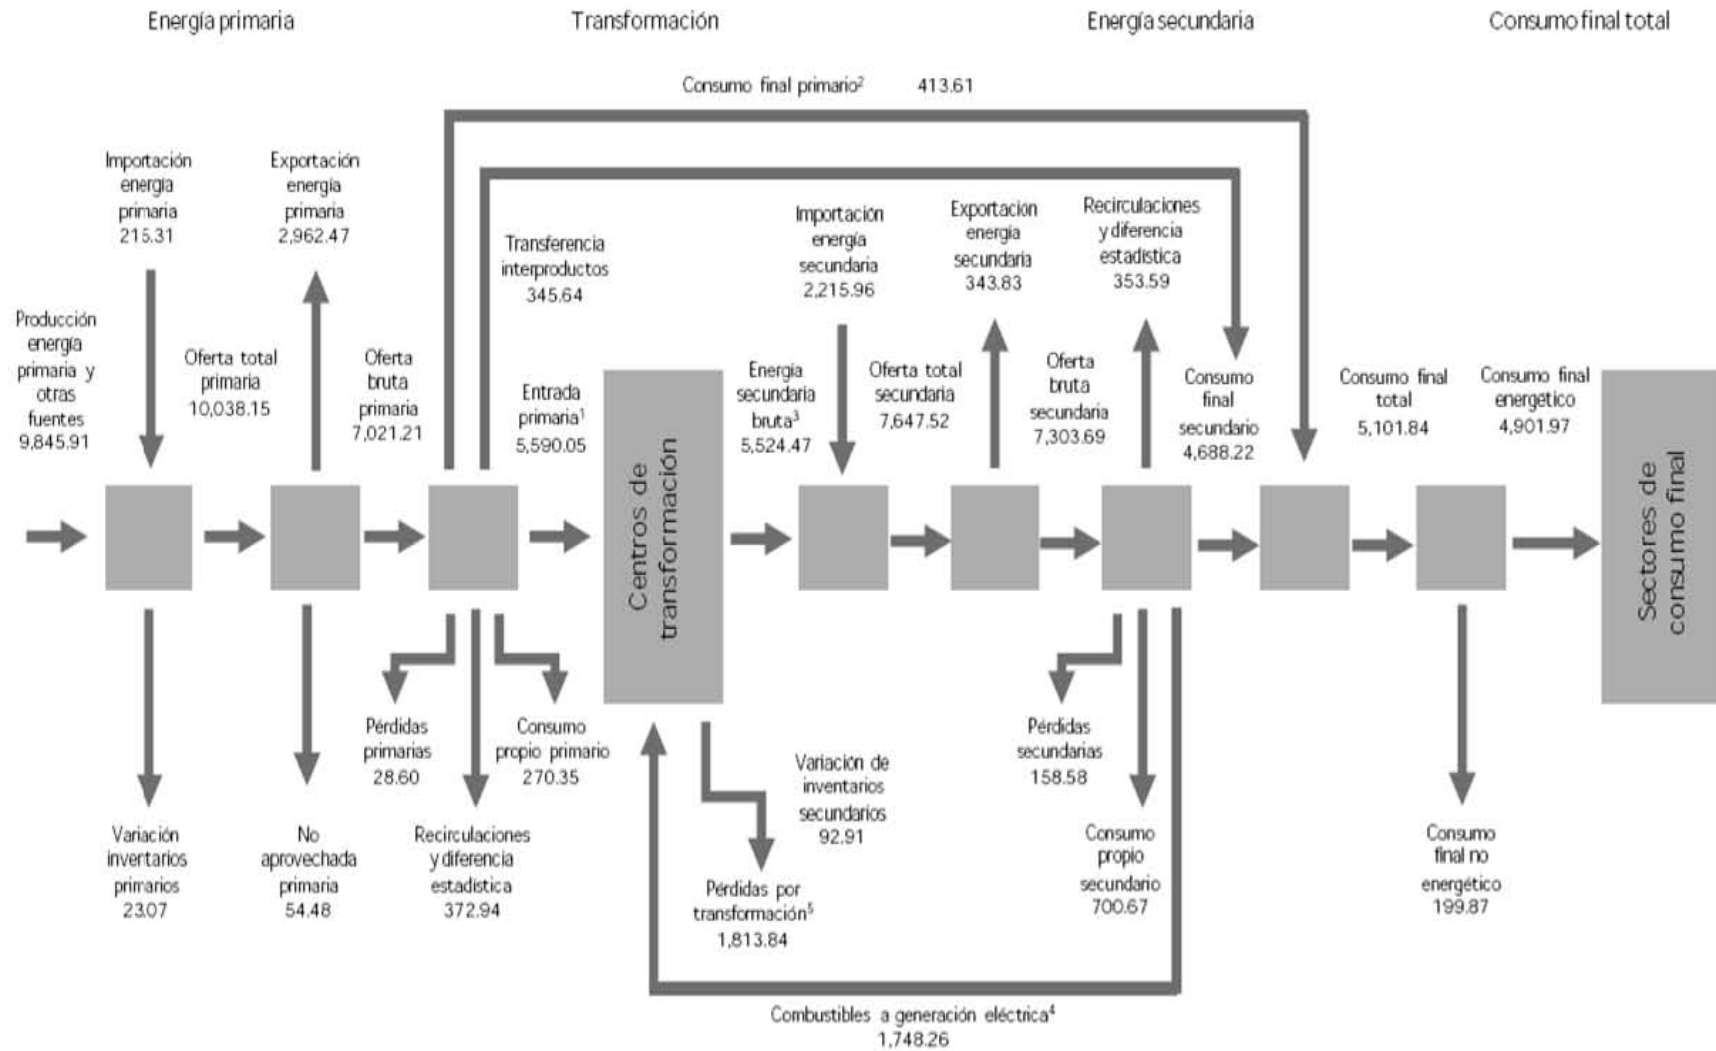 Energía primaria
Transformación
Energía secundaria
Consumo final total
Consumo final primario² 413.61
Importación
energía
primaria
215.31
Exportación
energía
primaria
2,962.47
Transferencia
interproductos
345.64
Importación
energía
secundaria
2,215.96
Exportación
energía
secundaria
343.83
Recirculaciones
y diferencia
estadística
353.59
Producción
energía
primaria y
otras
fuentes
9,845.91
Oferta total
primaria
10,038.15
Oferta
bruta
primaria
7,021.21
Entrada
primaria¹
5,590.05
Centros de
transformación
Energía
secundaria
bruta³
5,524.47
Oferta total
secundaria
7,647.52
Oferta
bruta
secundaria
7,303.69
Consumo
final
secundario
4,688.22
Consumo final
total
5,101.84
Consumo final
energético
4,901.97
Sectores de
consumo final
Variación
inventarios
primarios
23.07
No
aprovechada
primaria
54.48
Pérdidas
primarias
28.60
Recirculaciones
y diferencia
estadística
372.94
Consumo
propio primario
270.35
Pérdidas por
transformación⁵
1,813.84
Variación de
inventarios
secundarios
92.91
Pérdidas
secundarias
158.58
Consumo
propio
secundario
700.67
Consumo
final no
energético
199.87
Combustibles a generación eléctrica⁴
1,748.26